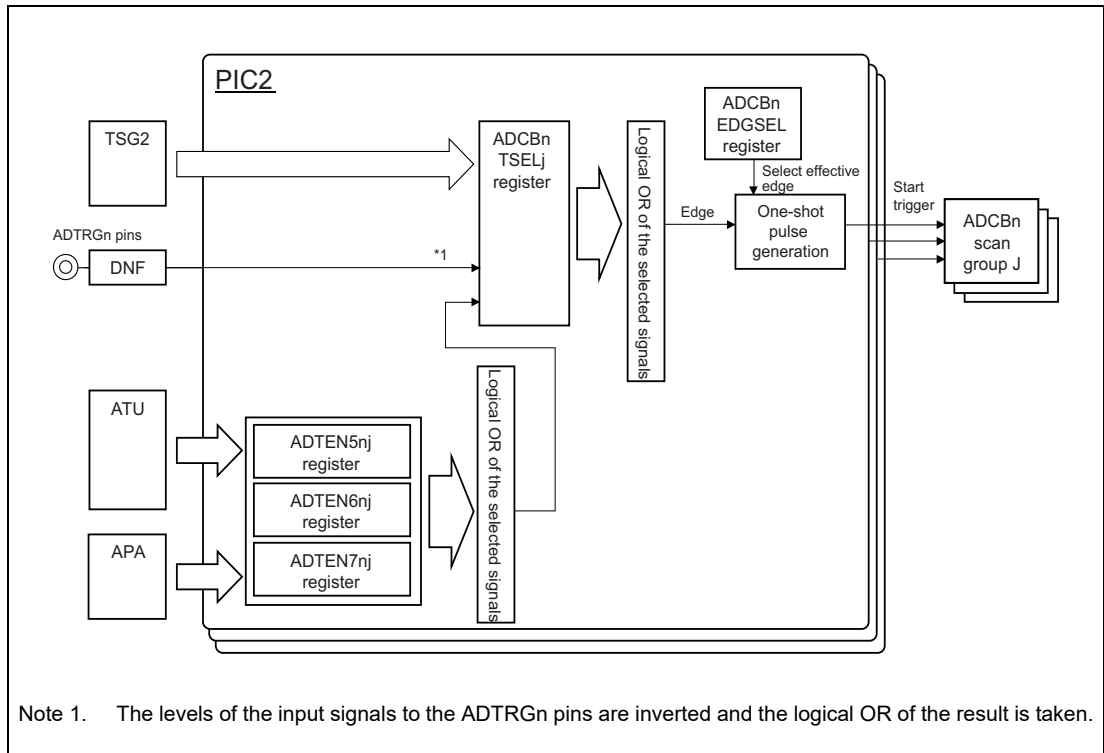 PIC2
TSG2
ADCBn
TSELj
register
Logical OR of the selected signals
ADCBn
EDGSEL
register
Select effective
edge
Edge
One-shot
pulse
generation
Start
trigger
ADCBn
scan
group J
ADTRGn pins
DNF
*1
ATU
APA
ADTEN5nj
register
ADTEN6nj
register
ADTEN7nj
register
Logical OR of the selected signals
Note 1. The levels of the input signals to the ADTRGn pins are inverted and the logical OR of the result is taken.